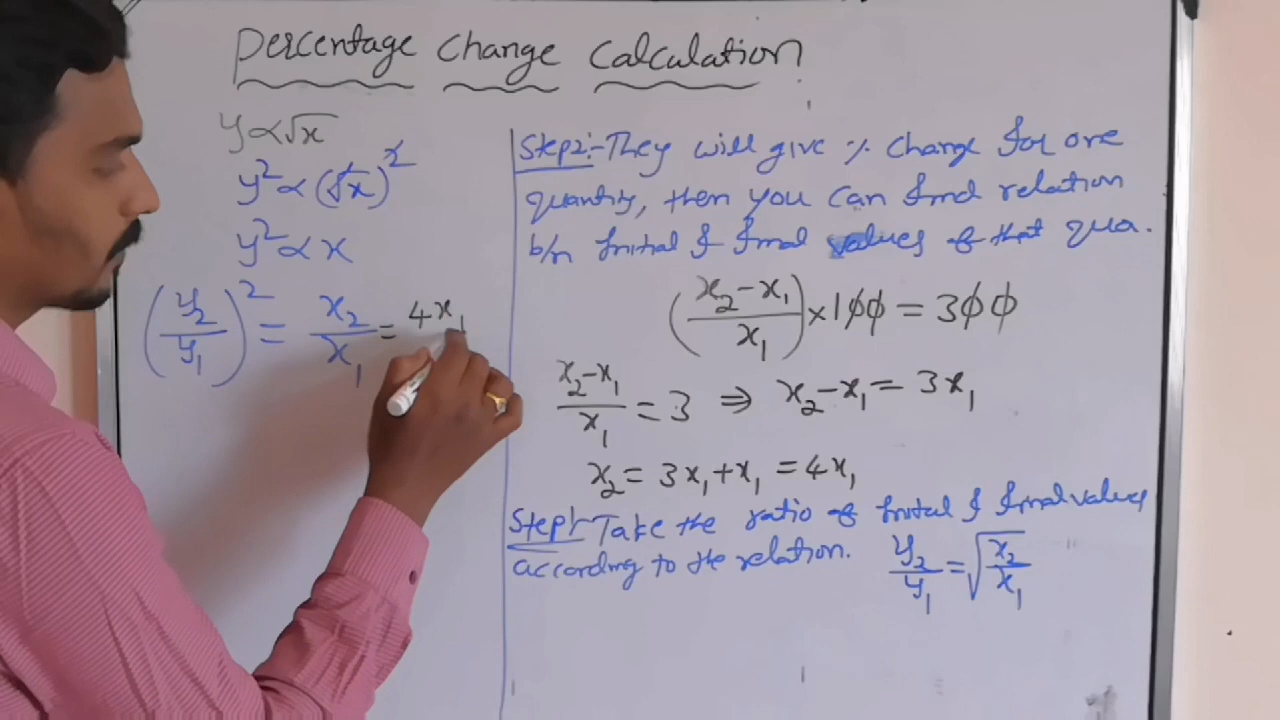 Percentage Change Calculation
y∝√x
y²∝(√x)²
y²∝x
(y₂/y₁)² = x₂/x₁ = 4x₁
Step2:-They will give % change for one
quantity, then you can find relation
b/n Initial & final values of that qua.
((x₂-x₁)/x₁)×100 = 300
(x₂-x₁)/x₁ = 3 ⇒ x₂-x₁ = 3x₁
x₂ = 3x₁+x₁ = 4x₁
Step1:- Take the ratio of Initial & final values
according to the relation. y₂/y₁ = √(x₂/x₁)